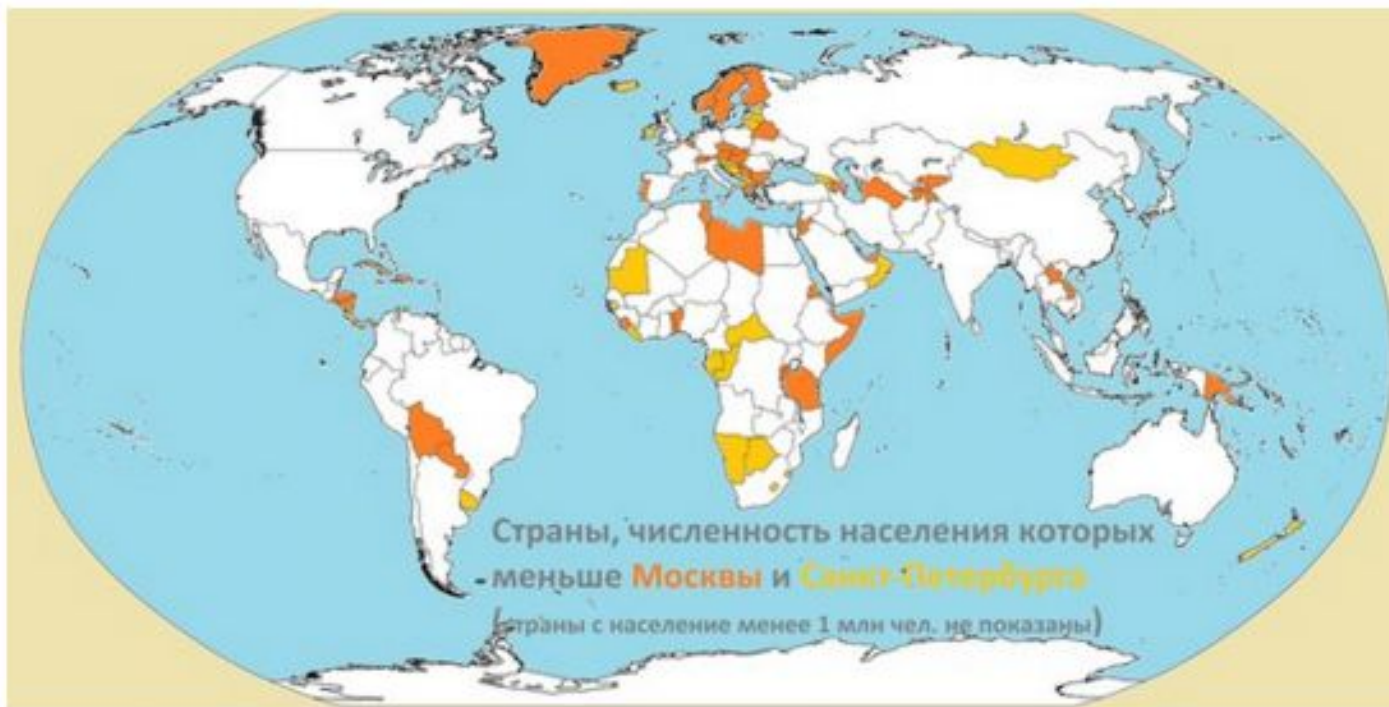 Страны, численность населения которых
меньше Москвы и Санкт-Петербурга
(страны с население менее 1 млн чел. не показаны)